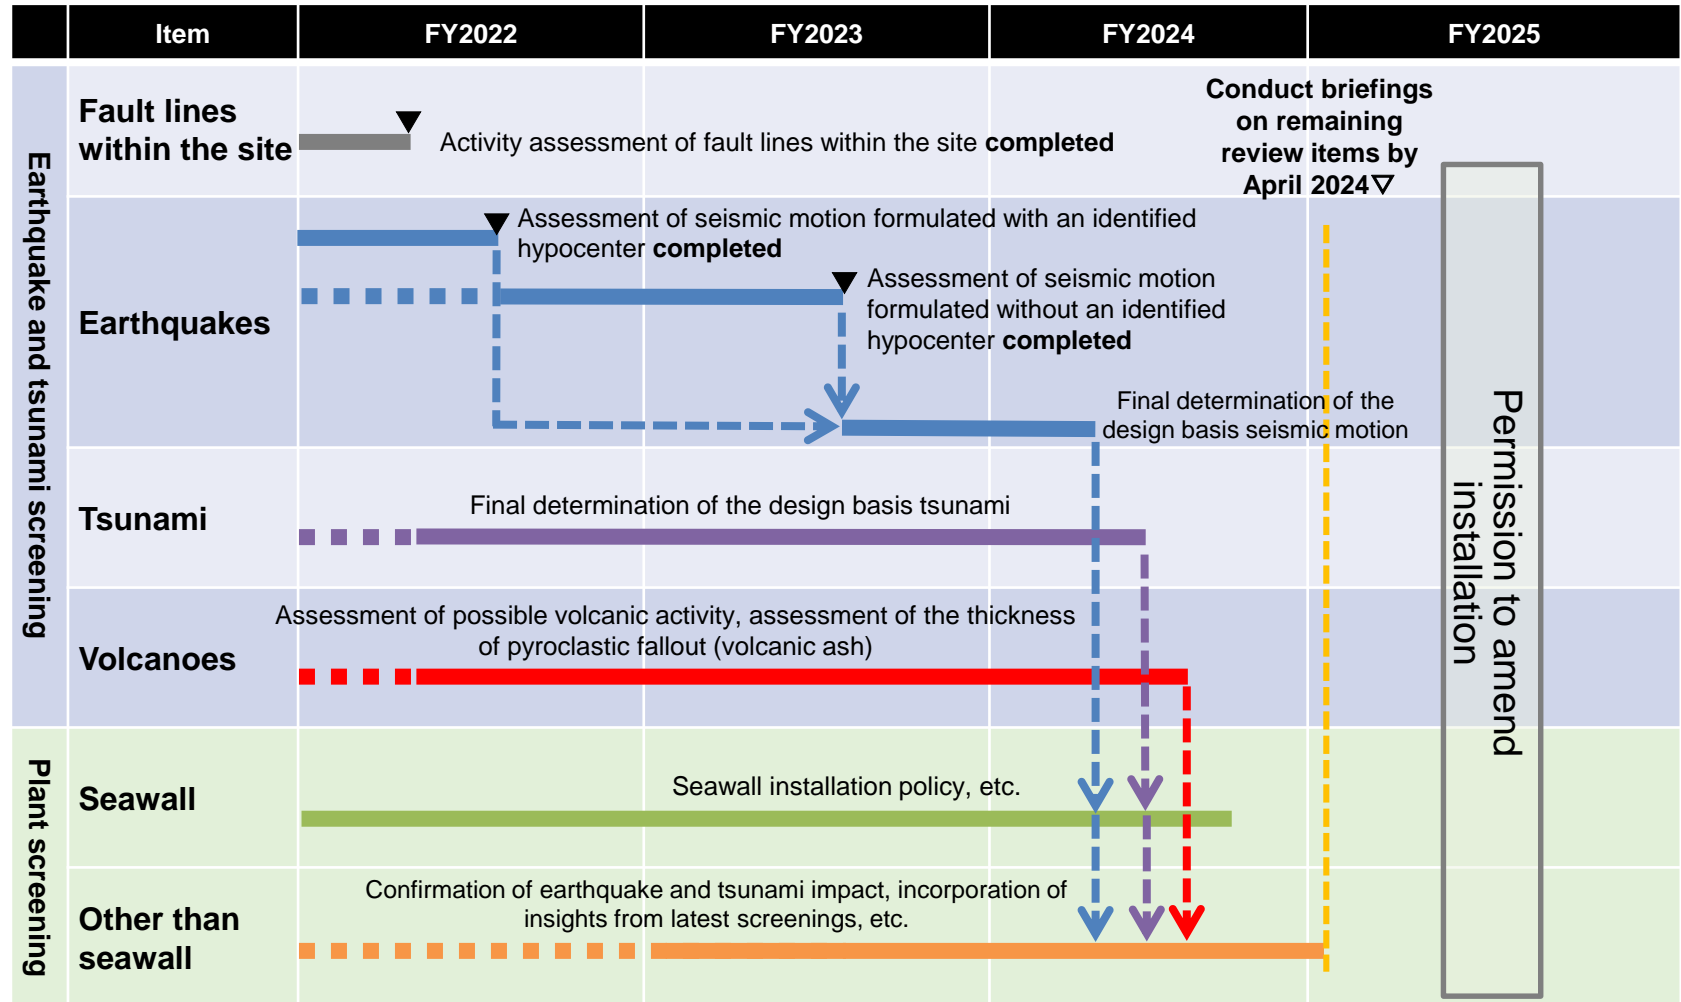 Item
FY2022
FY2023
FY2024
FY2025
Earthquake and tsunami screening
Fault lines
within the site
Activity assessment of fault lines within the site completed
Conduct briefings
on remaining
review items by
April 2024▽
Earthquakes
Assessment of seismic motion formulated with an identified
hypocenter completed
Assessment of seismic motion
formulated without an identified
hypocenter completed
Final determination of the
design basis seismic motion
Tsunami
Final determination of the design basis tsunami
Volcanoes
Assessment of possible volcanic activity, assessment of the thickness
of pyroclastic fallout (volcanic ash)
Plant screening
Seawall
Seawall installation policy, etc.
Other than
seawall
Confirmation of earthquake and tsunami impact, incorporation of
insights from latest screenings, etc.
Permission to amend
installation